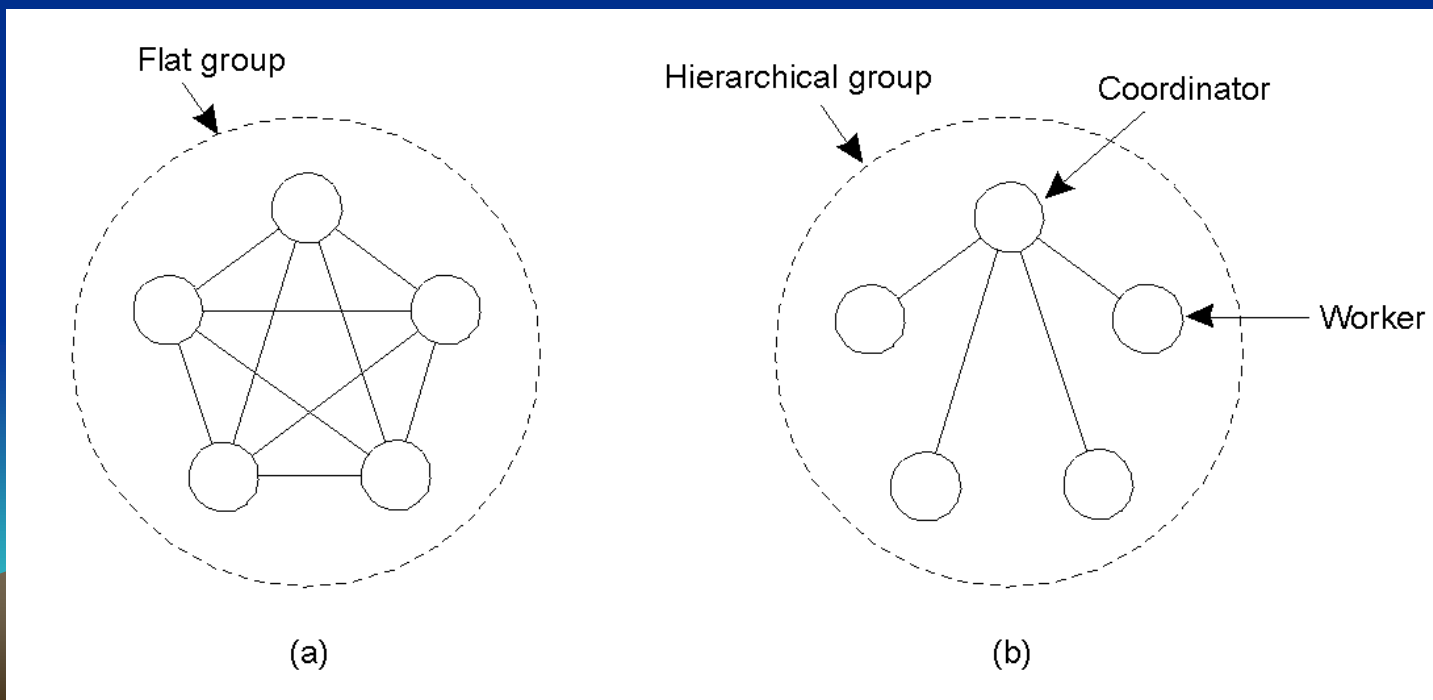 Flat group
Hierarchical group
Coordinator
Worker
(a)
(b)